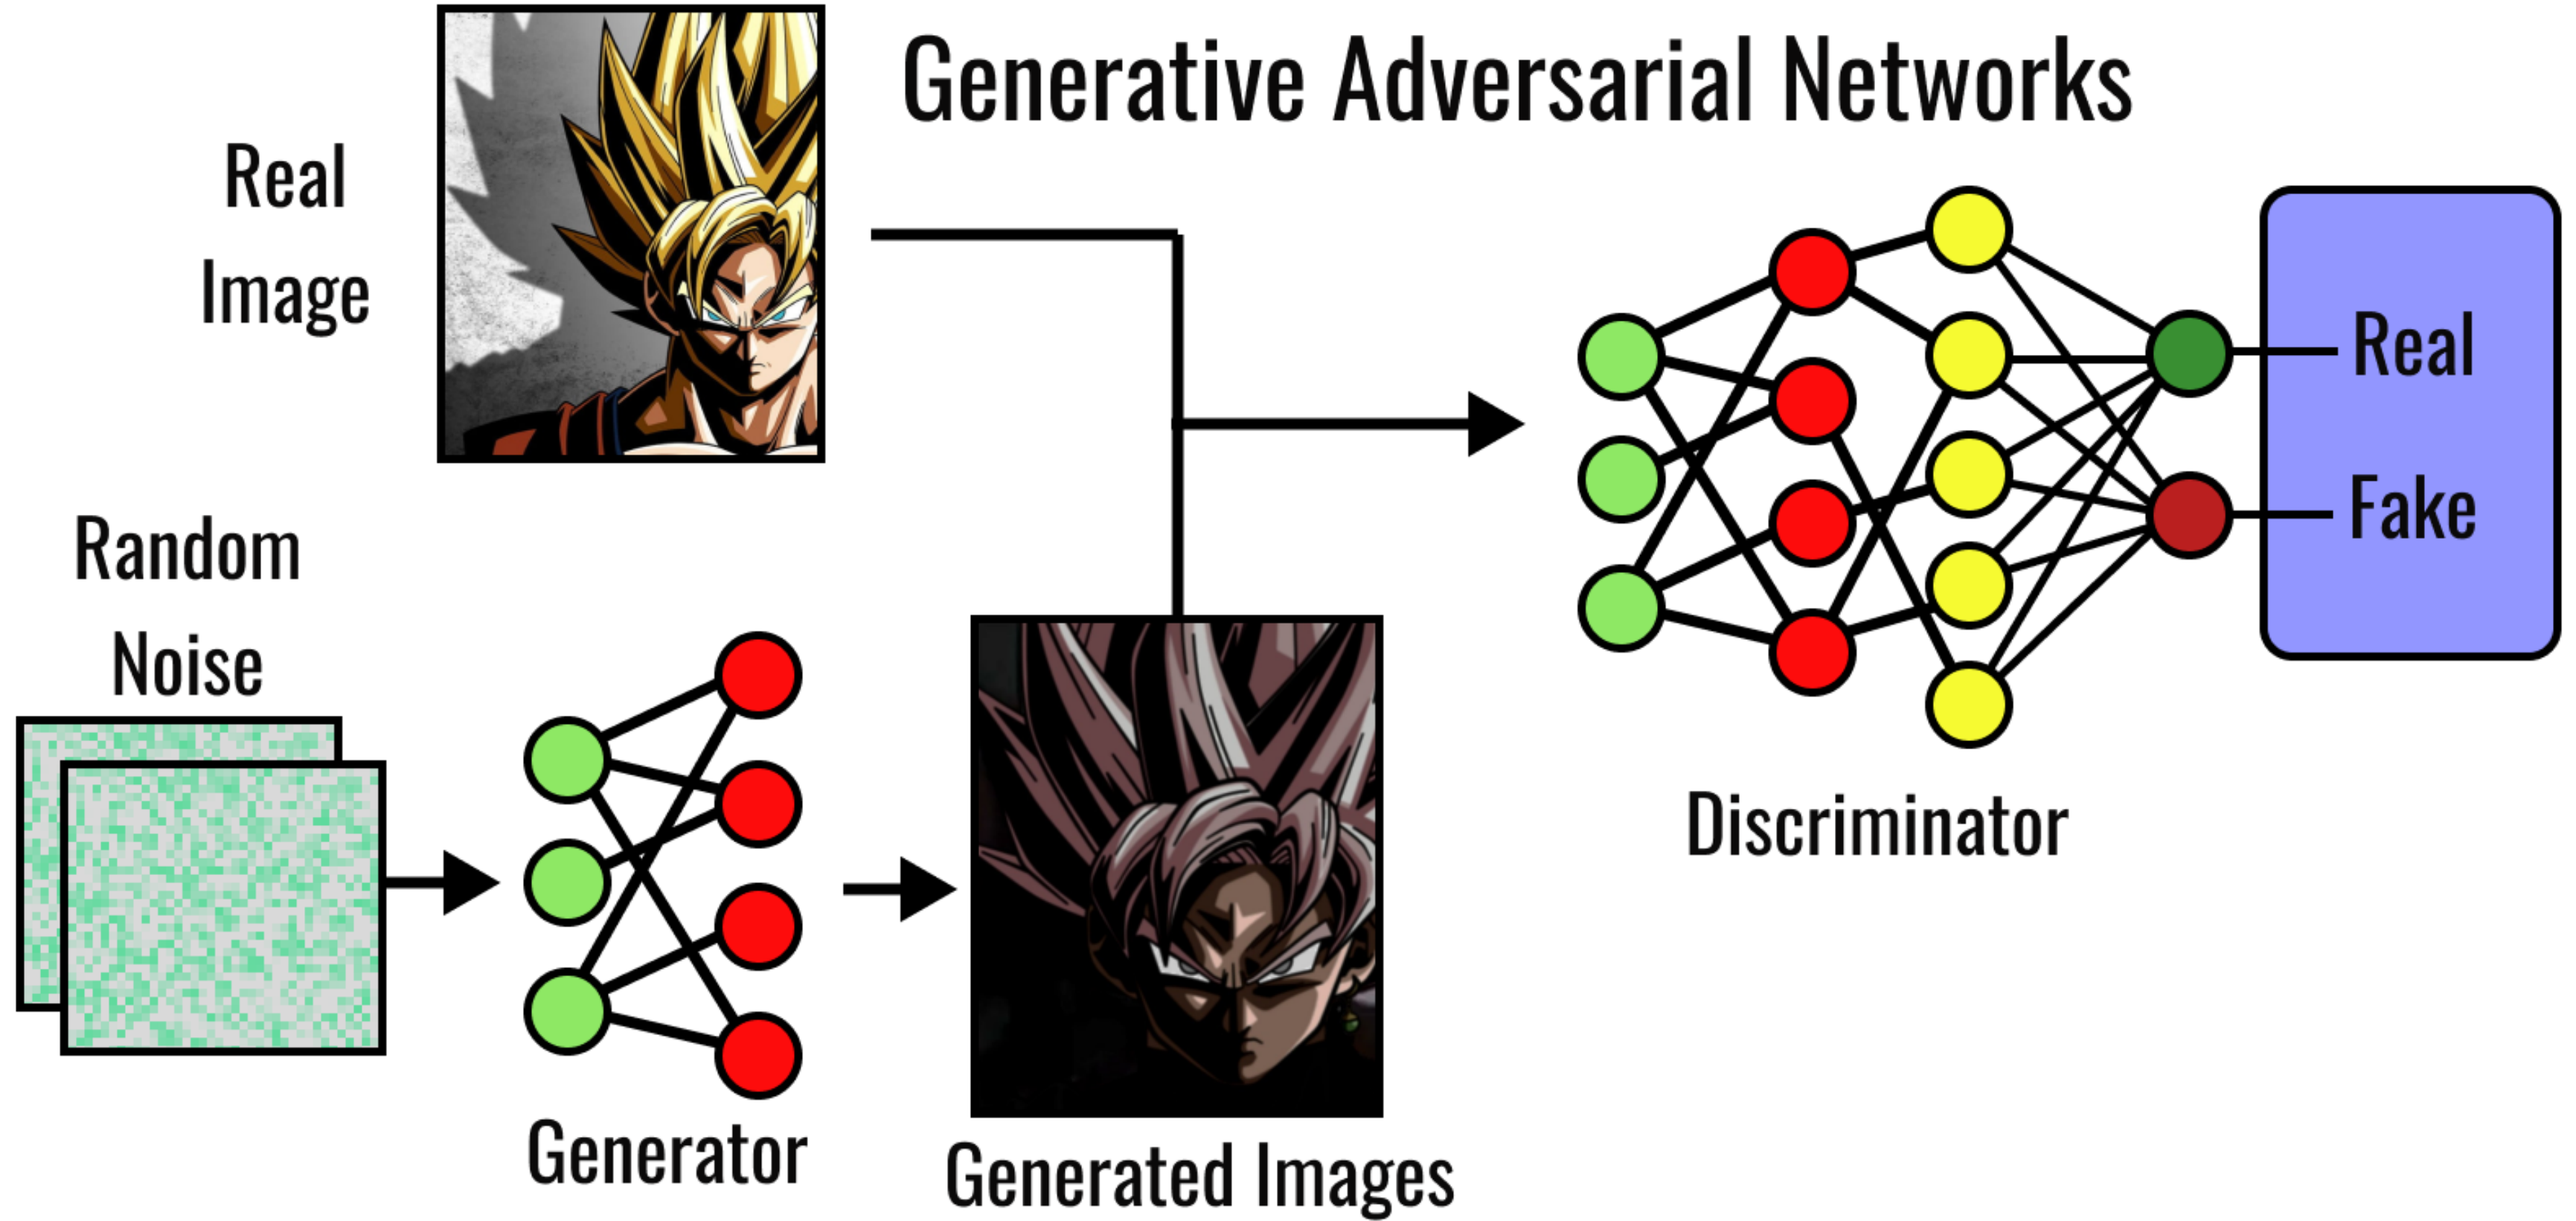 Generative Adversarial Networks
Real
Image
Random
Noise
Generator
Generated Images
Discriminator
Real
Fake